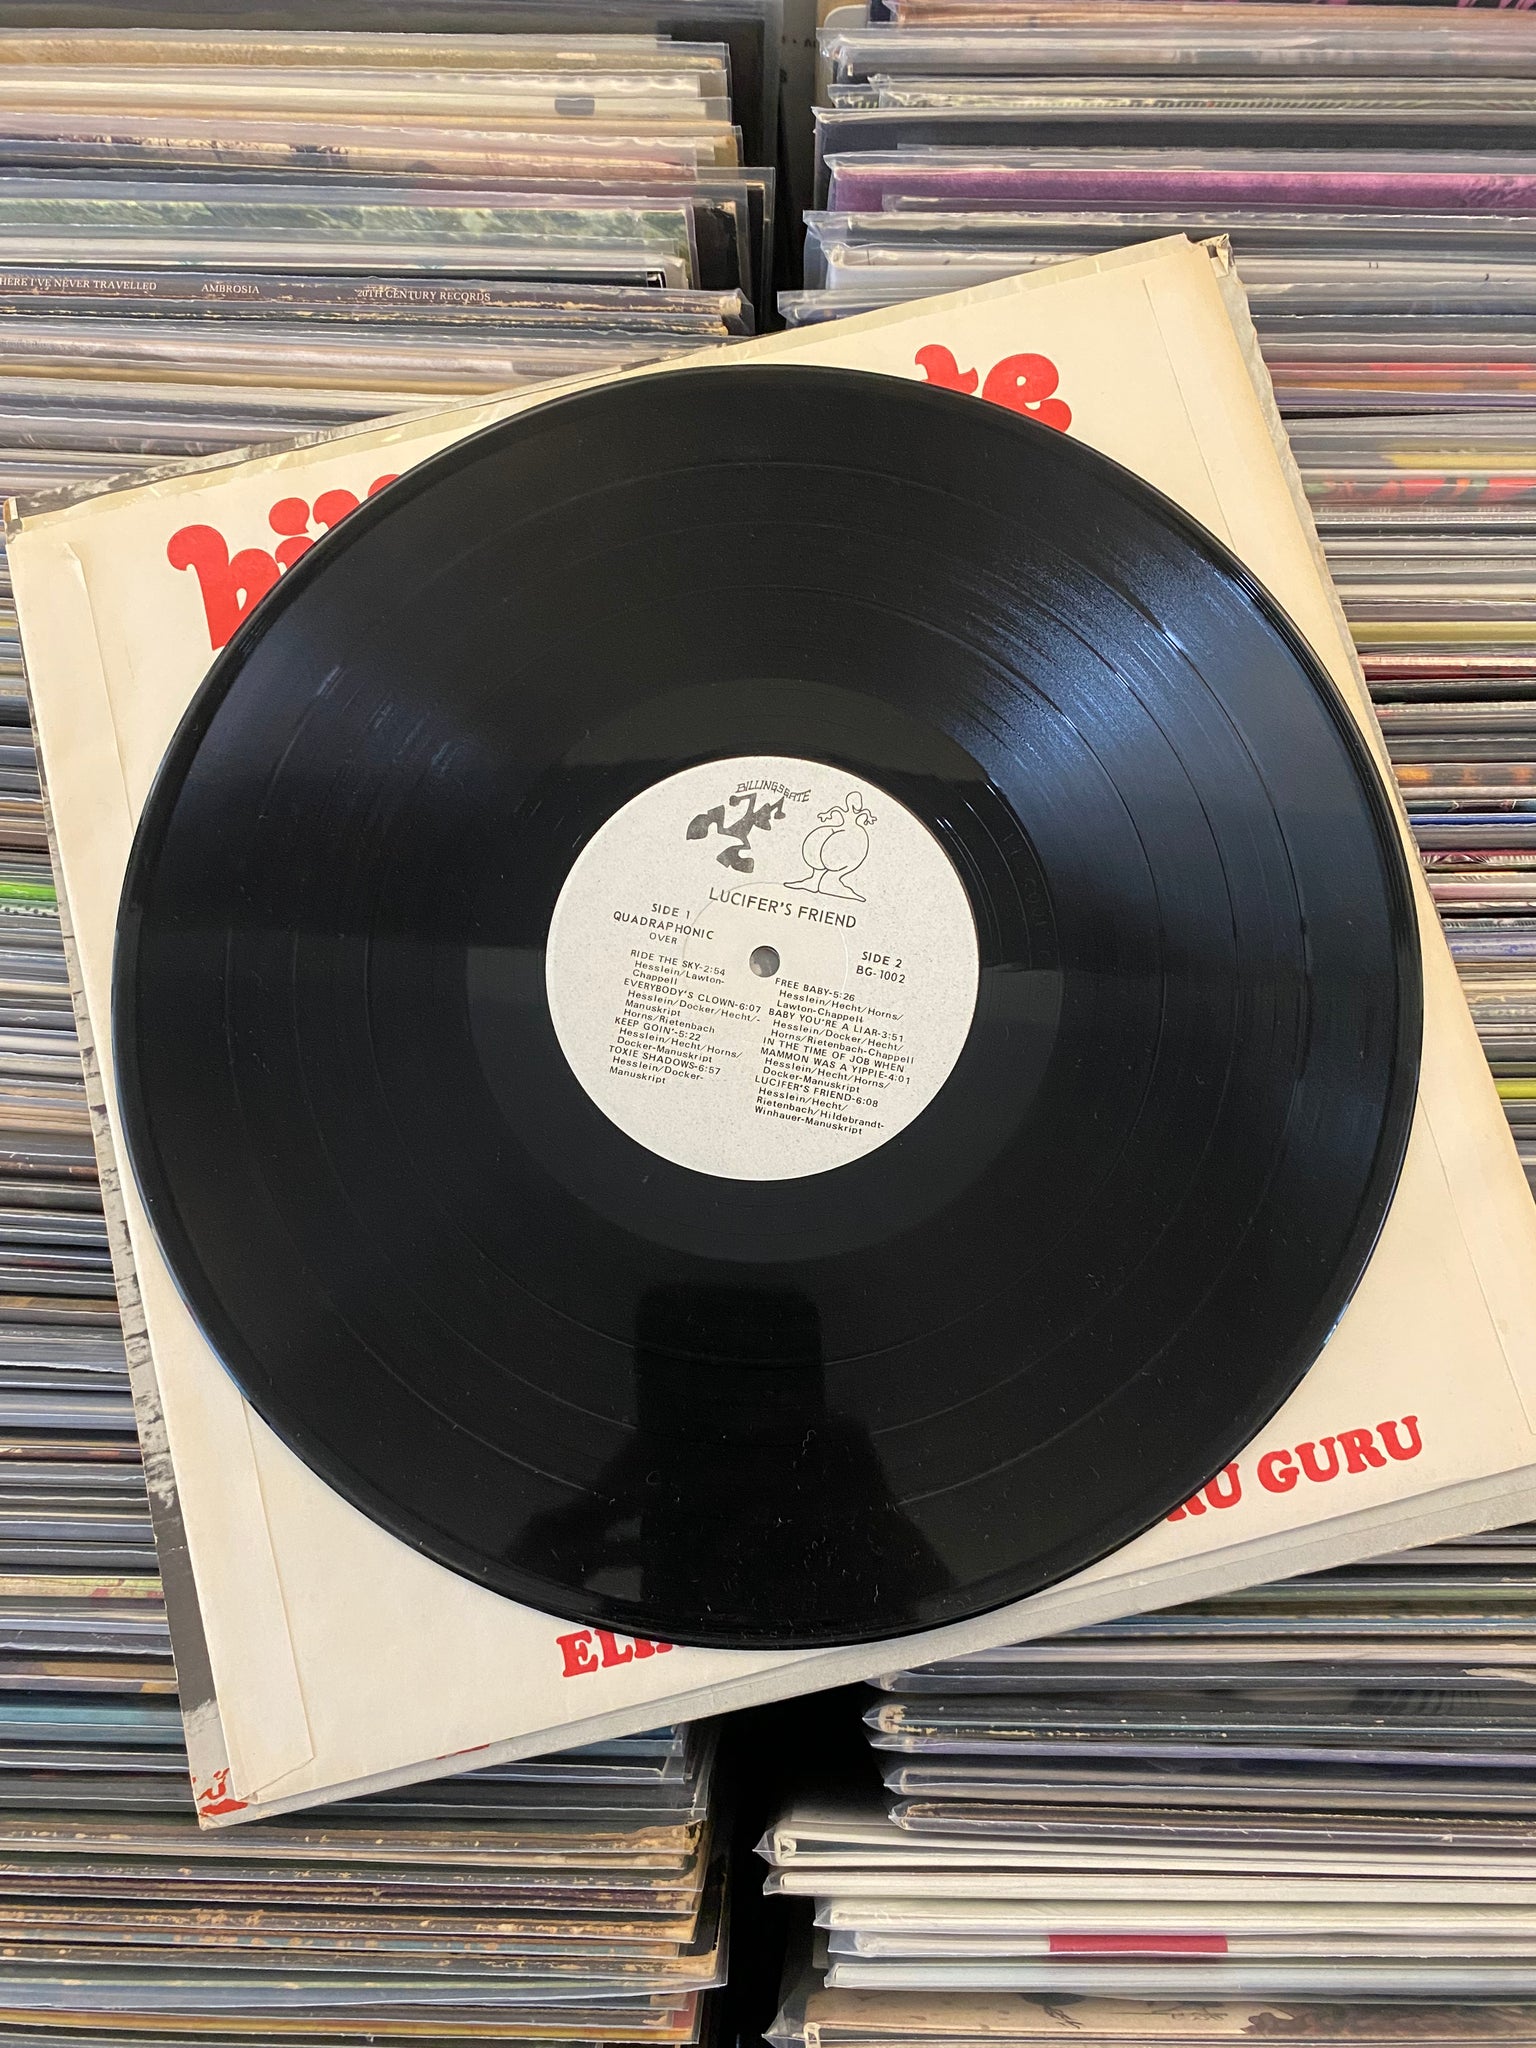 HERE I'VE NEVER TRAVELLED AMBROSIA 20TH CENTURY RECORDS
BILLINGSGATE
LUCIFER'S FRIEND
SIDE 1
QUADRAPHONIC
OVER
RIDE THE SKY-2:54
Hesslein/Lawton-
Chappell
EVERYBODY'S CLOWN-6:07
Hesslein/Docker/Hecht/-
Manuskript
Horns/Rietenbach
KEEP GOIN'-5:22
Hesslein/Hecht/Horns/
Docker-Manuskript
TOXIE SHADOWS-6:57
Hesslein/Docker-
Manuskript
SIDE 2
BG-1002
FREE BABY-5:26
Hesslein/Hecht/Horns/
Lawton-Chappell
BABY YOU'RE A LIAR-3:51
Hesslein/Docker/Hecht/
Horns/Rietenbach-Chappell
IN THE TIME OF JOB WHEN
MAMMON WAS A YIPPIE-4:01
Hesslein/Hecht/Horns/
Docker-Manuskript
LUCIFER'S FRIEND-6:08
Hesslein/Hecht/
Rietenbach/Hildebrandt-
Winhauer-Manuskript
RU GURU